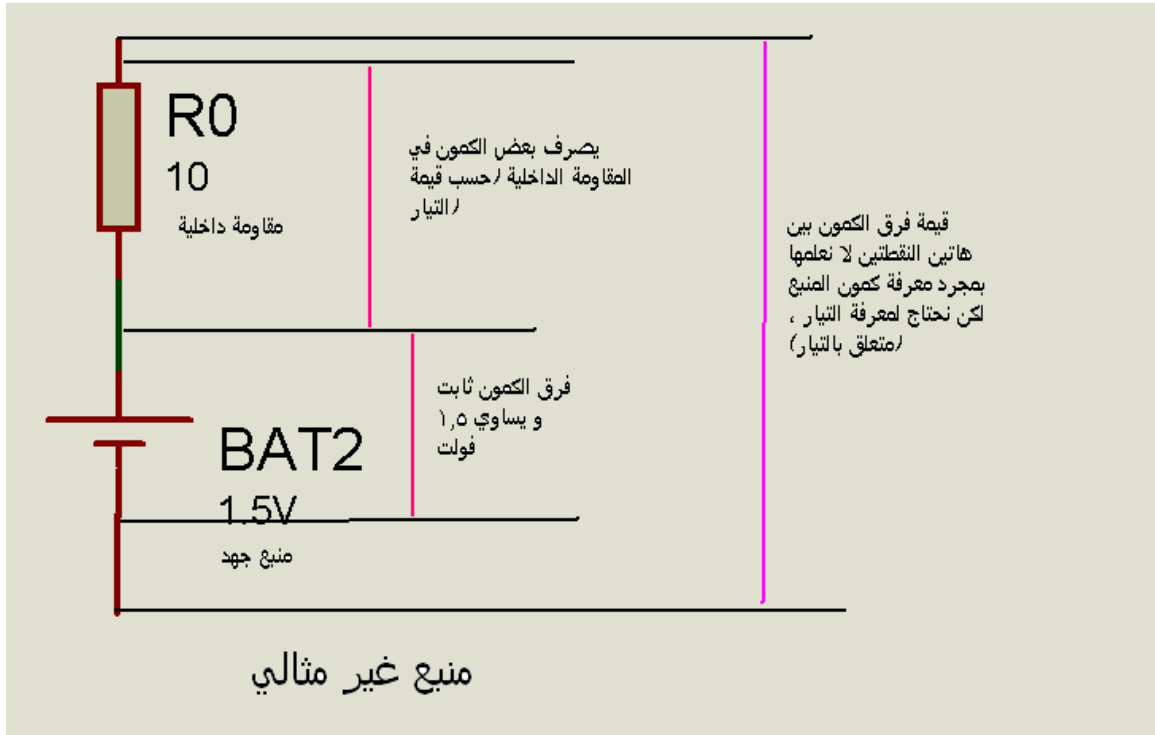 R0
10
مقاومة داخلية
يصرف بعض الكمون في
المقاومة الداخلية (حسب قيمة
التيار)
قيمة فرق الكمون بين
هاتين النقطتين لا نعلمها
بمجرد معرفة كمون المنبع
لكن نحتاج لمعرفة التيار ،
(متعلق بالتيار)
فرق الكمون ثابت
و يساوي ١,٥
فولت
BAT2
1.5V
منبع جهد
منبع غير مثالي